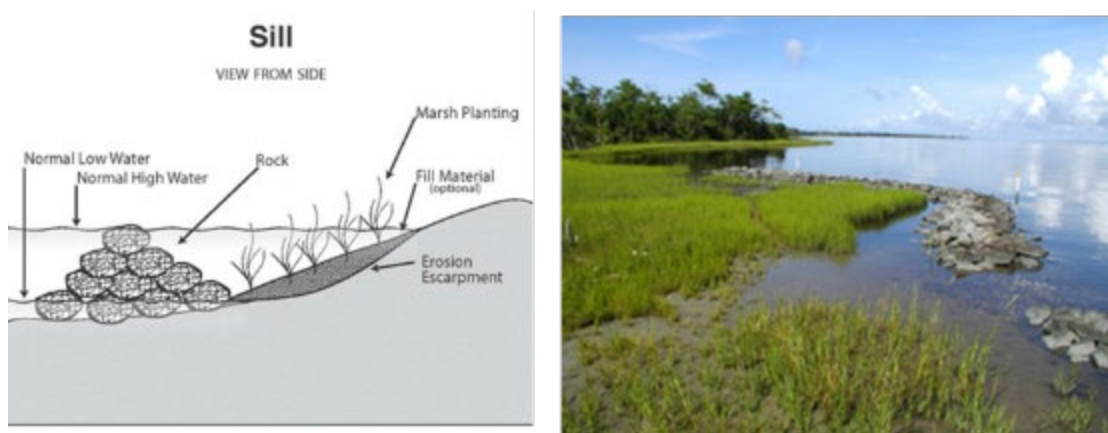 Sill
VIEW FROM SIDE
Marsh Planting
Normal Low Water
Normal High Water
Rock
Fill Material
(optional)
Erosion
Escarpment